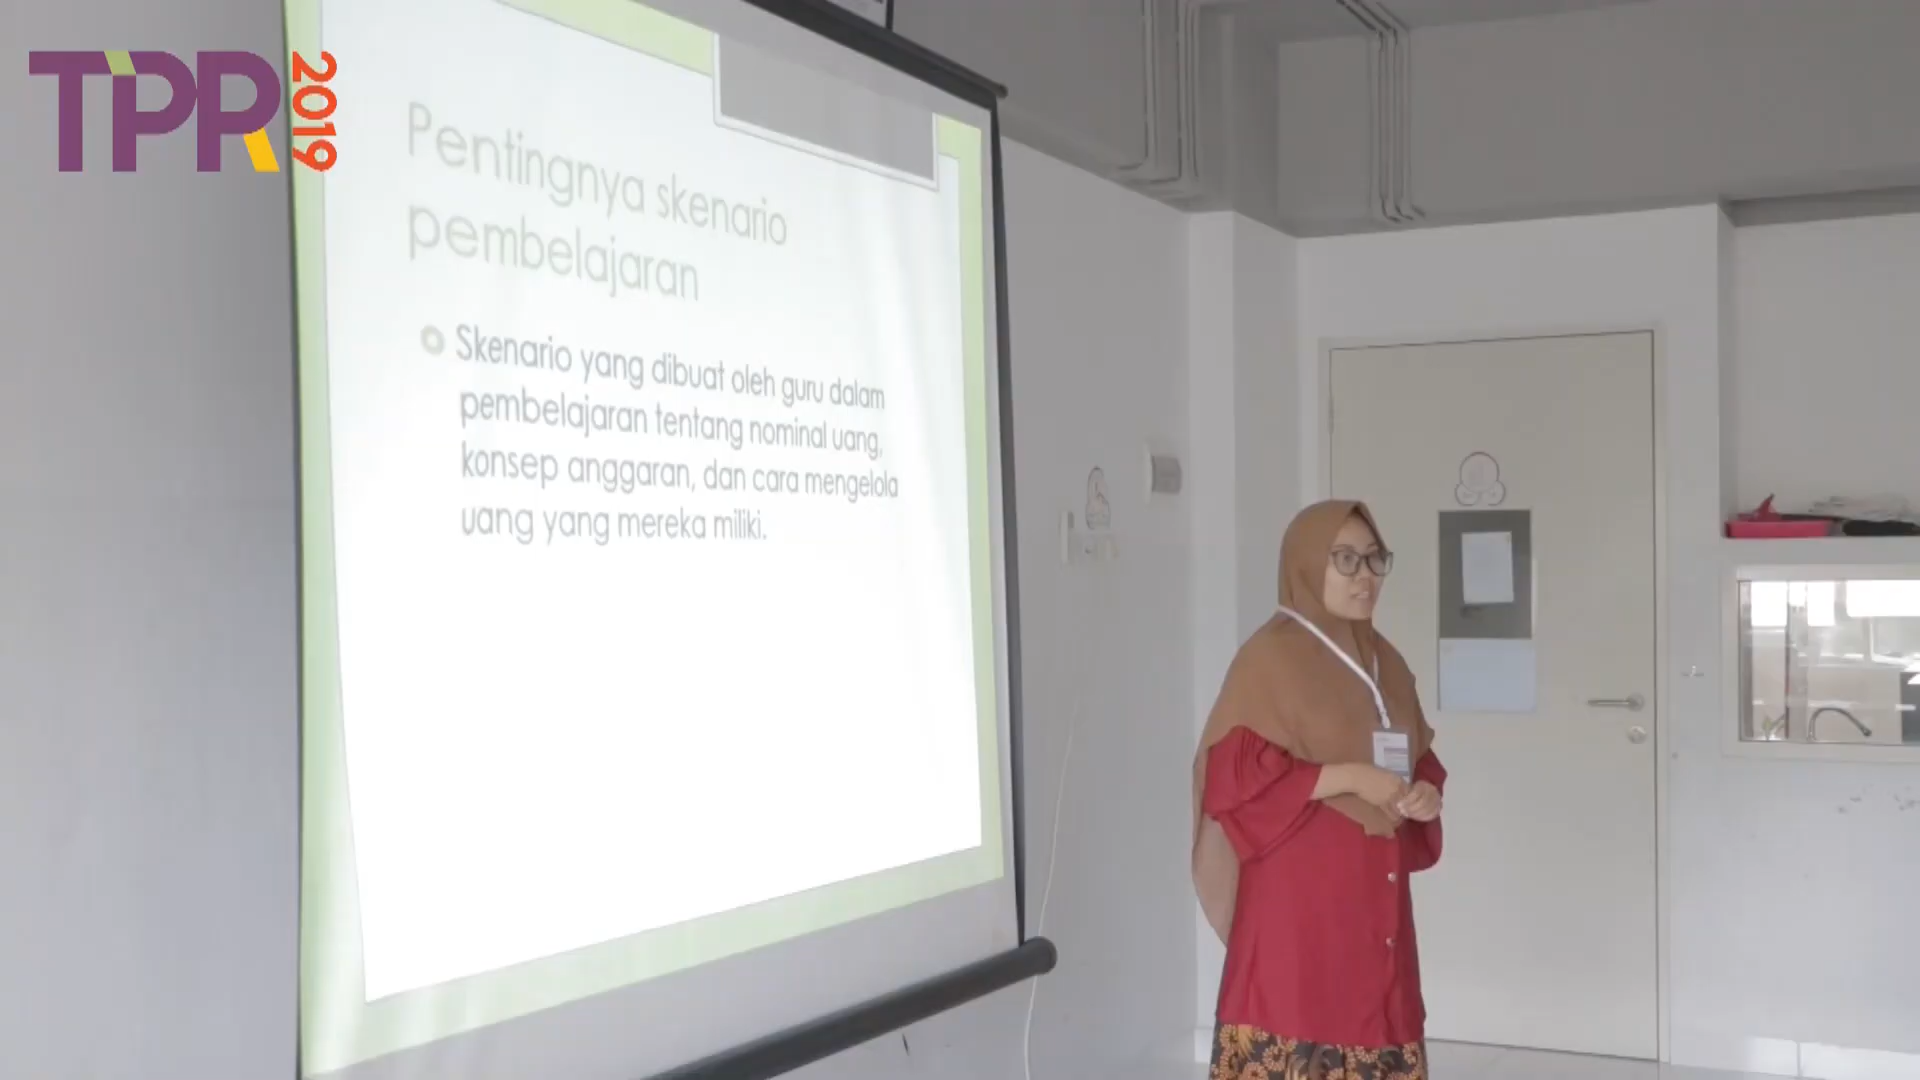 TPR 2019
Pentingnya skenario
pembelajaran
Skenario yang dibuat oleh guru dalam
pembelajaran tentang nominal uang,
konsep anggaran, dan cara mengelola
uang yang mereka miliki.